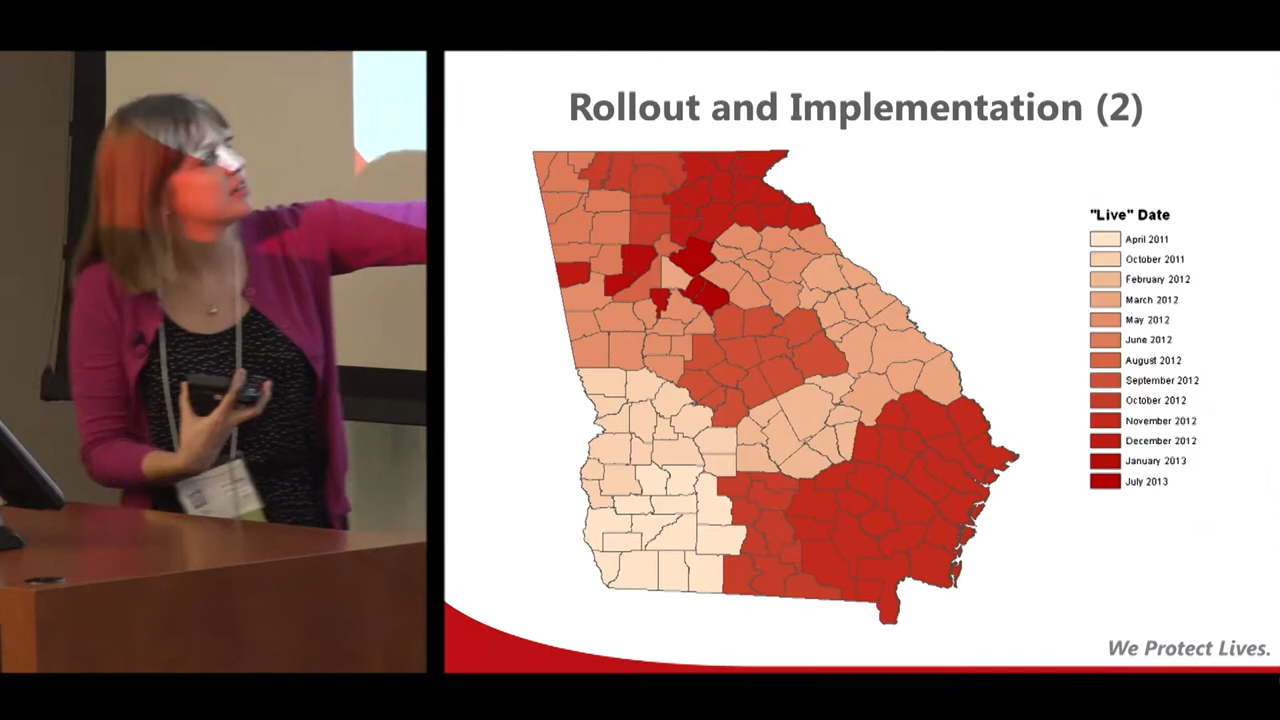 Rollout and Implementation (2)
"Live" Date
April 2011
October 2011
February 2012
March 2012
May 2012
June 2012
August 2012
September 2012
October 2012
November 2012
December 2012
January 2013
July 2013
We Protect Lives.